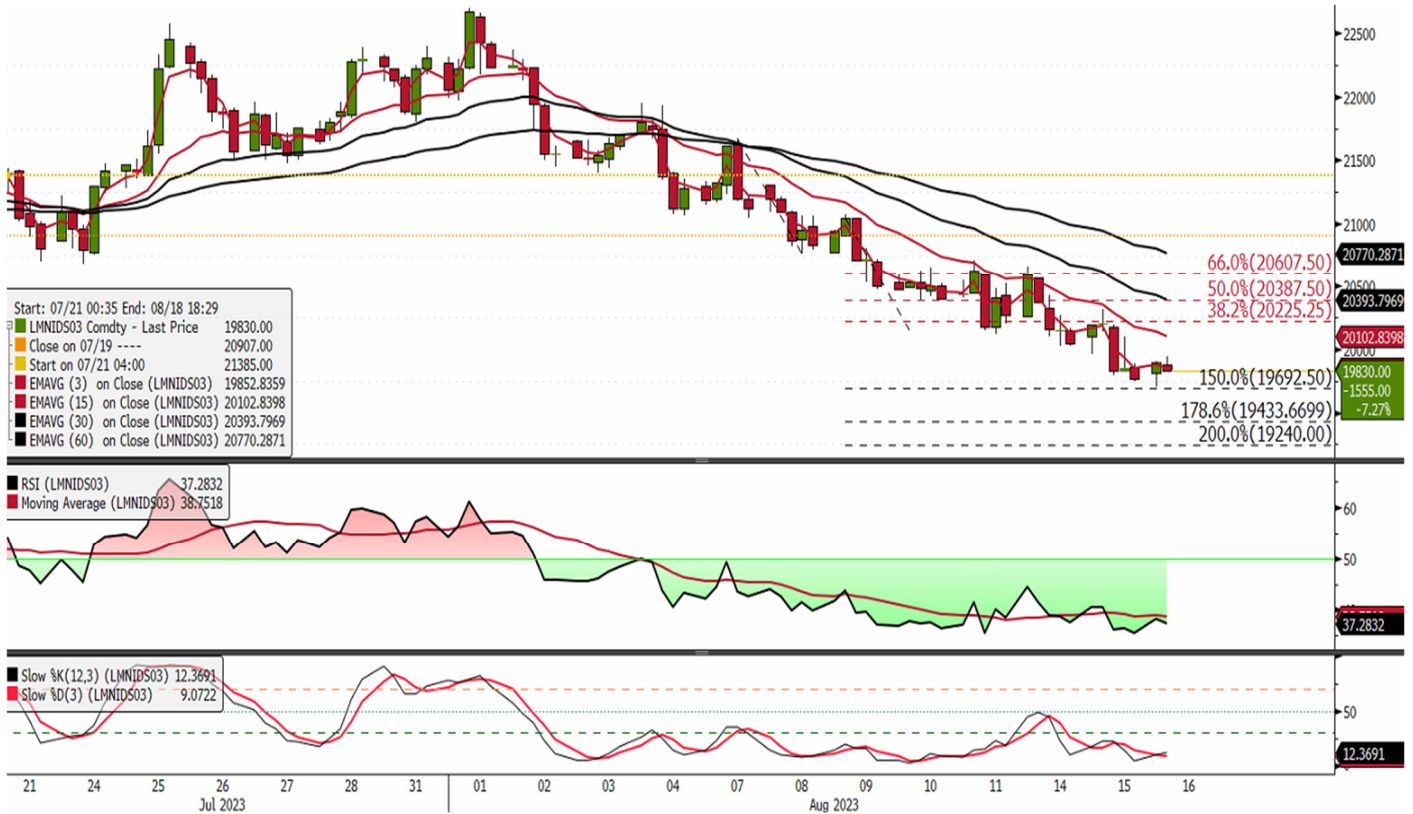 22500
22000
21500
21000
20770.2871
66.0%(20607.50)
20500
50.0%(20387.50)
20393.7969
38.2%(20225.25)
20102.8398
20000
19830.00
-1555.00
-7.27%
150.0%(19692.50)
178.6%(19433.6699)
200.0%(19240.00)
Start: 07/21 00:35 End: 08/18 18:29
LMNIDS03 Comdty - Last Price 19830.00
Close on 07/19 ---- 20907.00
Start on 07/21 04:00 21385.00
EMAVG (3) on Close (LMNIDS03) 19852.8359
EMAVG (15) on Close (LMNIDS03) 20102.8398
EMAVG (30) on Close (LMNIDS03) 20393.7969
EMAVG (60) on Close (LMNIDS03) 20770.2871
RSI (LMNIDS03) 37.2832
Moving Average (LMNIDS03) 38.7518
60
50
37.2832
Slow %K(12,3) (LMNIDS03) 12.3691
Slow %D(3) (LMNIDS03) 9.0722
50
12.3691
21 24 25 26 27 28 31 01 02 03 04 07 08 09 10 11 14 15 16
Jul 2023 Aug 2023